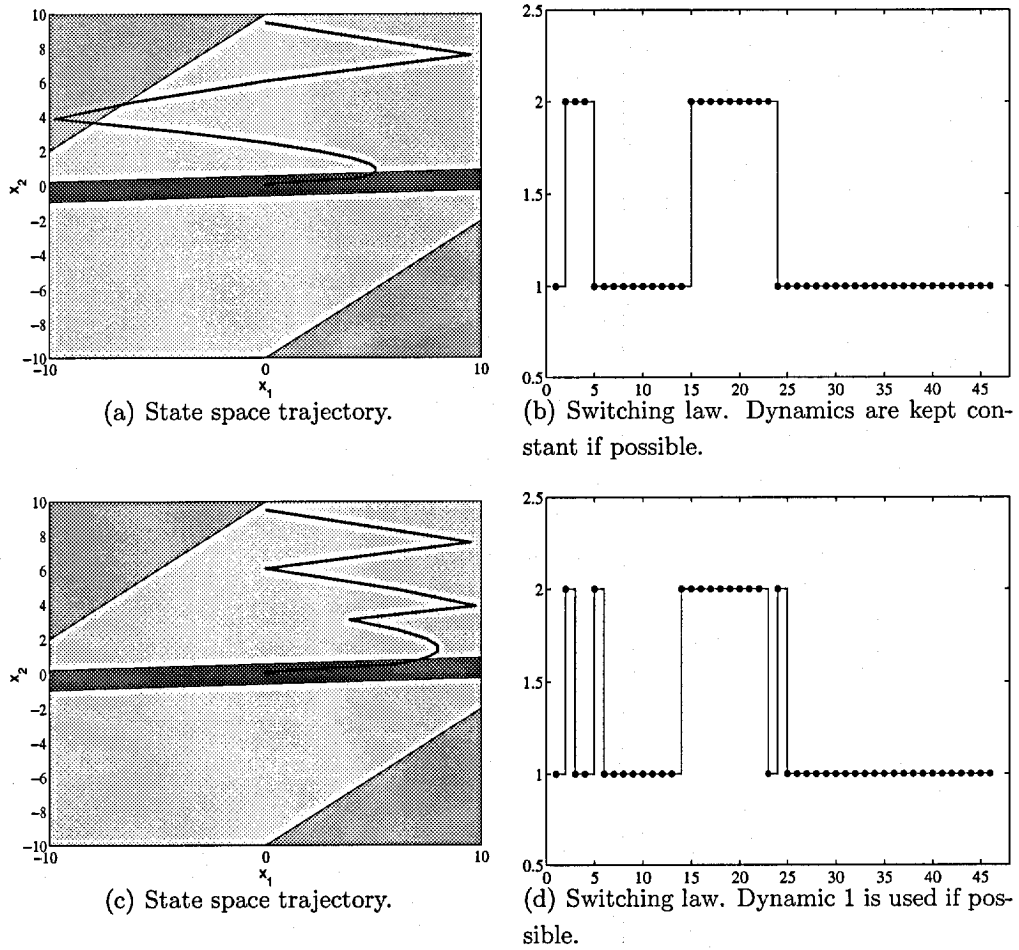 10
8
6
4
2
0
−2
−4
−6
−8
−10
x2
−10 0 10
x1
(a) State space trajectory.
2.5
2
1.5
1
0.5
0 5 10 15 20 25 30 35 40 45
(b) Switching law. Dynamics are kept con-
stant if possible.
10
8
6
4
2
0
−2
−4
−6
−8
−10
x2
−10 0 10
x1
(c) State space trajectory.
2.5
2
1.5
1
0.5
0 5 10 15 20 25 30 35 40 45
(d) Switching law. Dynamic 1 is used if pos-
sible.